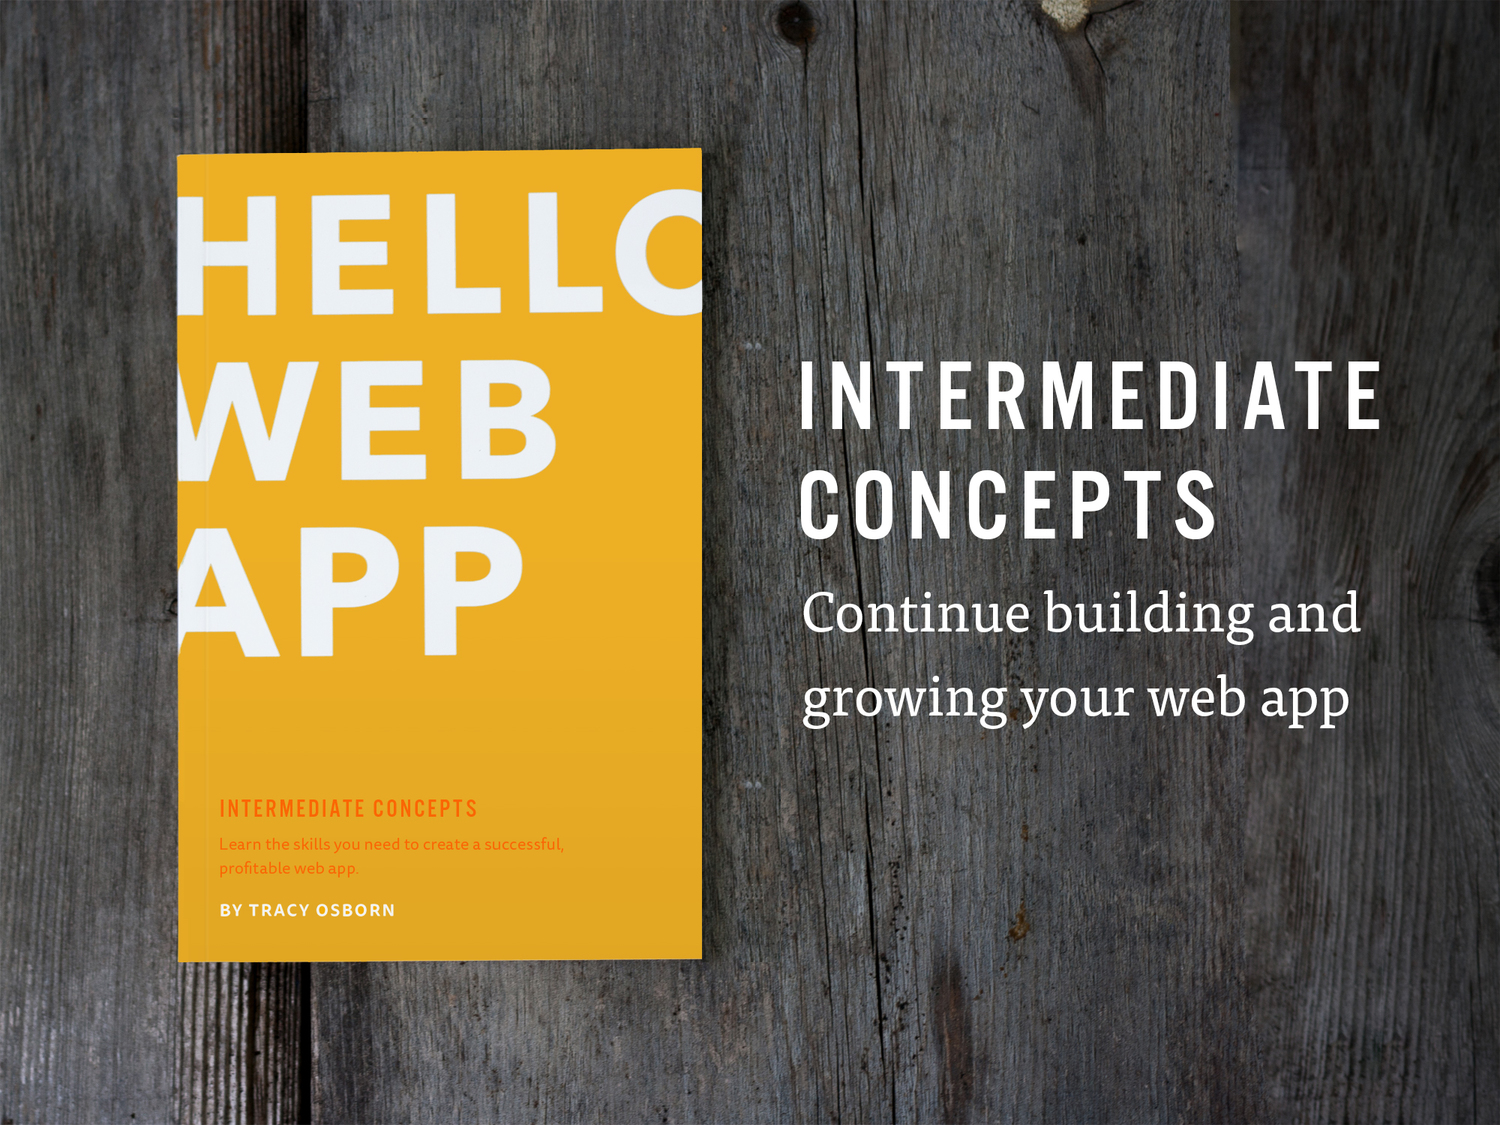 HELLO
WEB
APP
INTERMEDIATE CONCEPTS
Learn the skills you need to create a successful,
profitable web app.
BY TRACY OSBORN
INTERMEDIATE
CONCEPTS
Continue building and
growing your web app